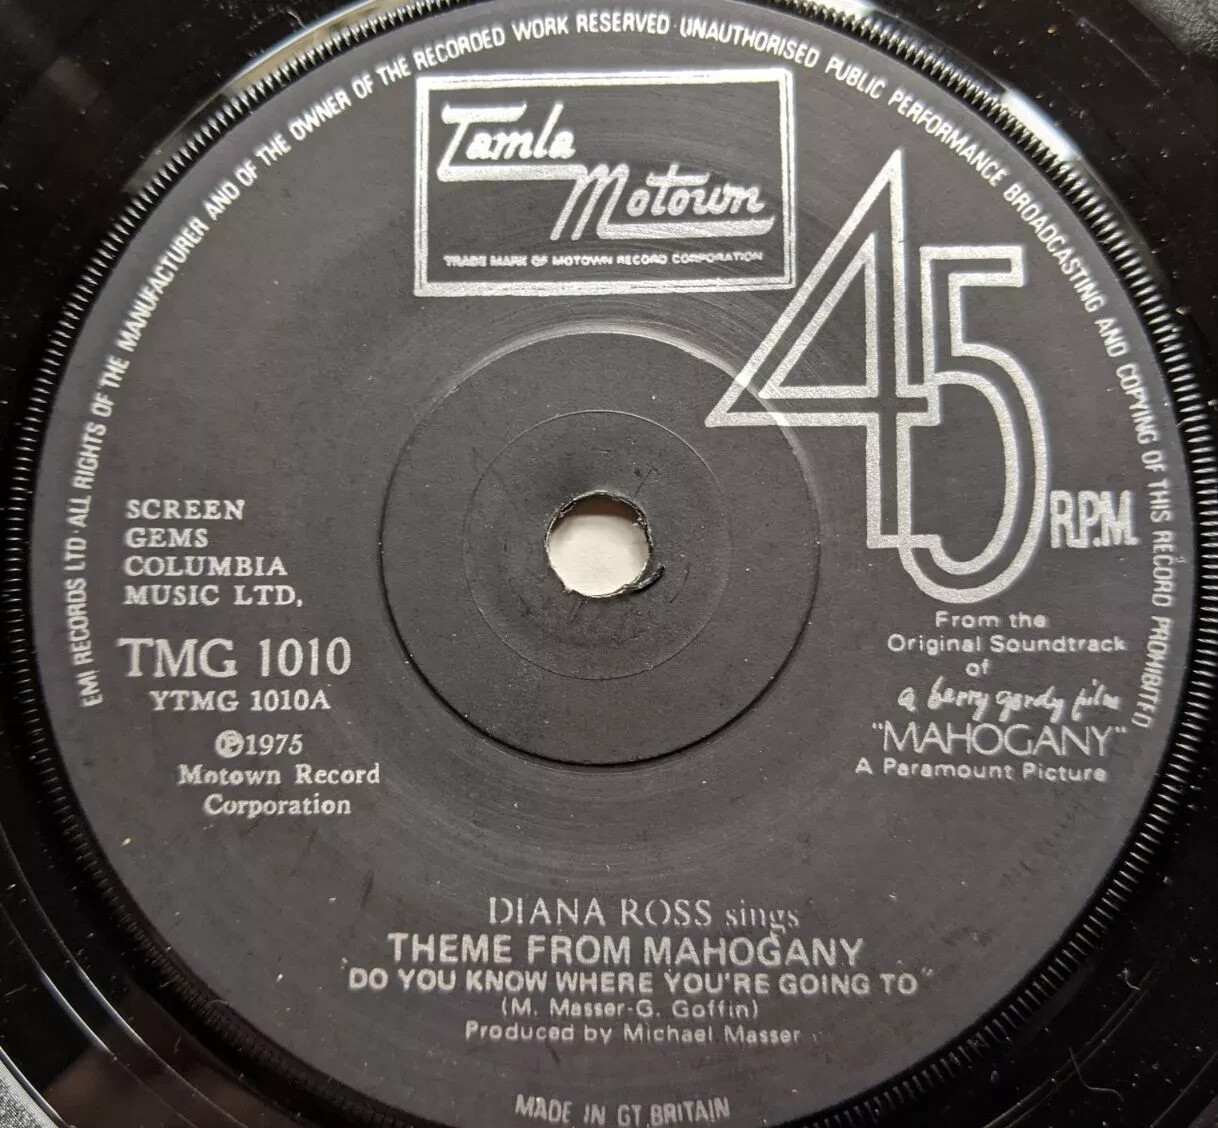 EMI RECORDS LTD · ALL RIGHTS OF THE MANUFACTURER AND OF THE OWNER OF THE RECORDED WORK RESERVED · UNAUTHORISED PUBLIC PERFORMANCE BROADCASTING AND COPYING OF THIS RECORD PROHIBITED
Tamla
Motown
TRADE MARK OF MOTOWN RECORD CORPORATION
45
R.P.M.
SCREEN
GEMS
COLUMBIA
MUSIC LTD,
TMG 1010
YTMG 1010A
℗1975
Motown Record
Corporation
From the
Original Soundtrack
of
a berry gordy film
"MAHOGANY"
A Paramount Picture
DIANA ROSS sings
THEME FROM MAHOGANY
DO YOU KNOW WHERE YOU'RE GOING TO"
(M. Masser-G. Goffin)
Produced by Michael Masser
MADE IN GT. BRITAIN